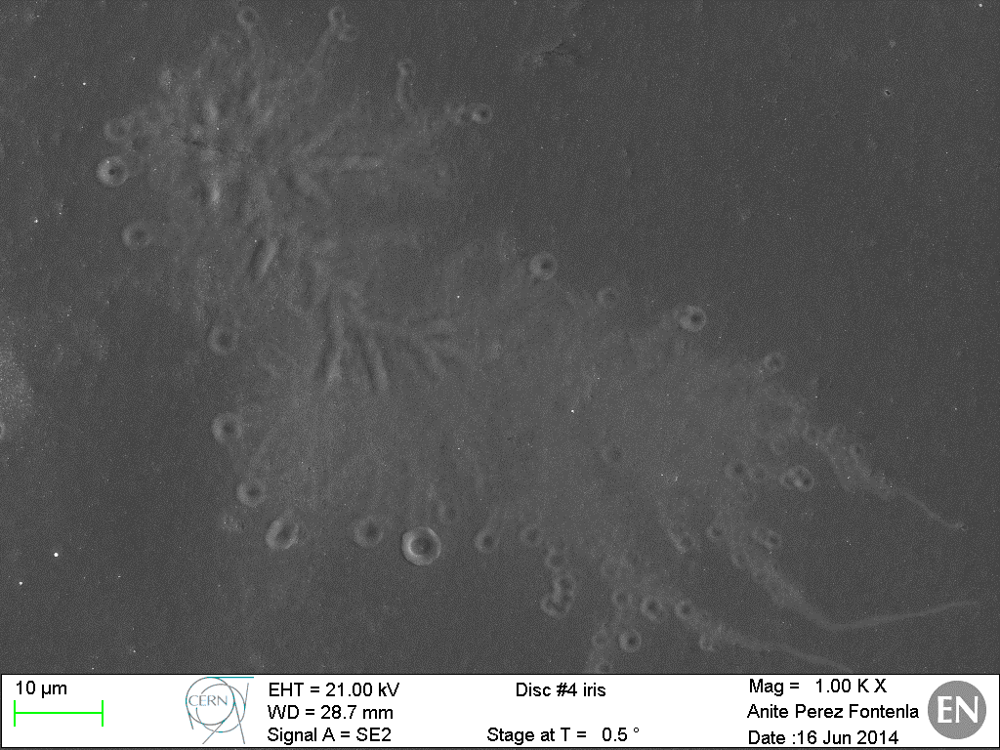 10 µm
CERN
EHT = 21.00 kV
WD = 28.7 mm
Signal A = SE2
Disc #4 iris
Stage at T = 0.5 °
Mag = 1.00 K X
Anite Perez Fontenla
Date :16 Jun 2014
EN